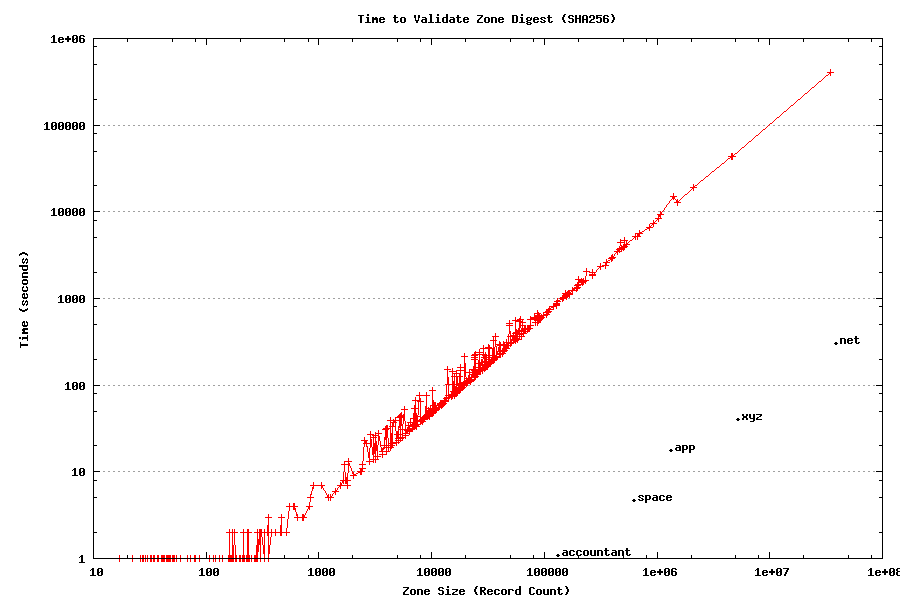 Time to Validate Zone Digest (SHA256)
1e+06
100000
10000
1000
100
10
1
Time (seconds)
net
xyz
app
space
accountant
10 100 1000 10000 100000 1e+06 1e+07 1e+08
Zone Size (Record Count)